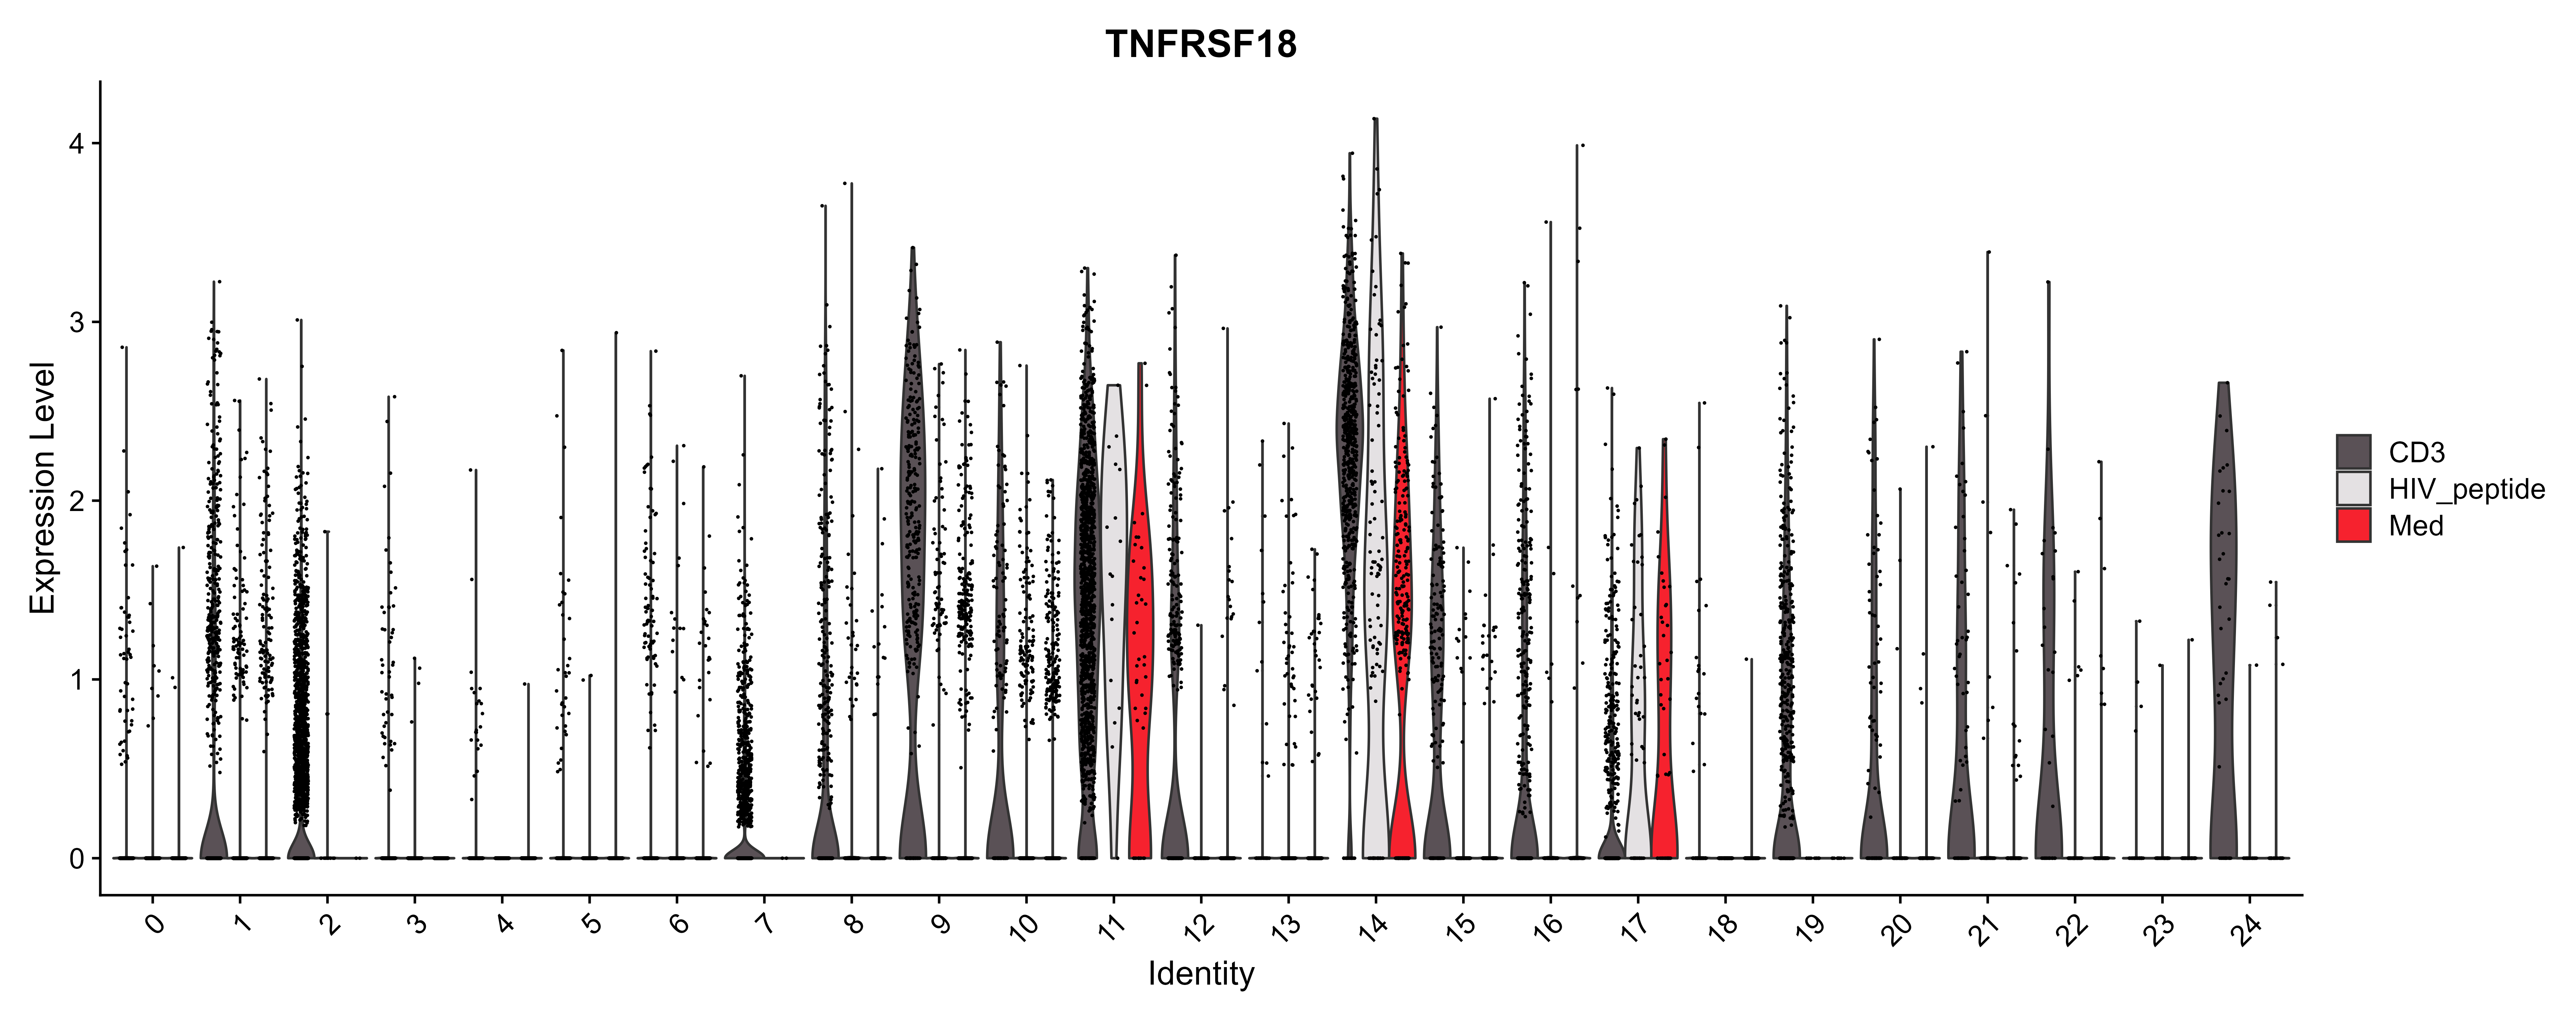 TNFRSF18
Expression Level
4
3
2
1
0
0 1 2 3 4 5 6 7 8 9 10 11 12 13 14 15 16 17 18 19 20 21 22 23 24
Identity
CD3
HIV_peptide
Med